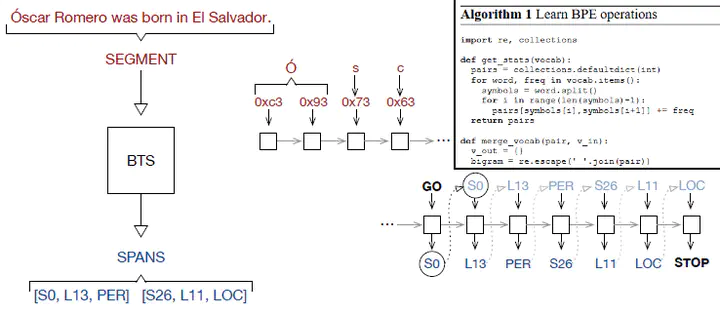 Óscar Romero was born in El Salvador.
SEGMENT
BTS
SPANS
[S0, L13, PER] [S26, L11, LOC]
Ó s c
0xc3 0x93 0x73 0x63
...
Algorithm 1 Learn BPE operations
import re, collections
def get_stats(vocab):
pairs = collections.defaultdict(int)
for word, freq in vocab.items():
symbols = word.split()
for i in range(len(symbols)-1):
pairs[symbols[i],symbols[i+1]] += freq
return pairs
def merge_vocab(pair, v_in):
v_out = {}
bigram = re.escape(' '.join(pair))
GO S0 L13 PER S26 L11 LOC
...
S0 L13 PER S26 L11 LOC STOP